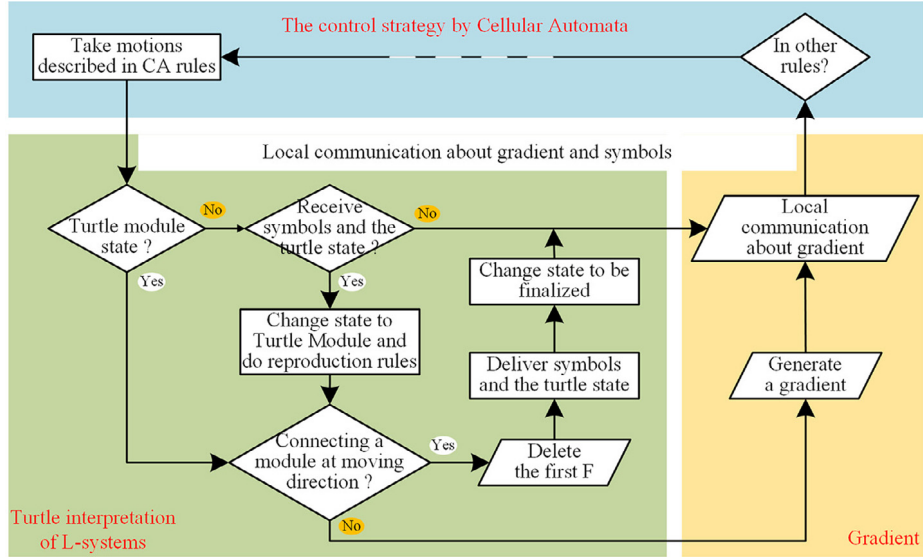 The control strategy by Cellular Automata
Take motions
described in CA rules
In other
rules?
Local communication about gradient and symbols
Turtle module
state ?
No
Receive
symbols and the
turtle state ?
No
Local
communication
about gradient
Yes
Yes
Change state to be
finalized
Change state to
Turtle Module and
do reproduction rules
Deliver symbols
and the turtle state
Generate
a gradient
Connecting a
module at moving
direction ?
Yes
Delete
the first F
No
Turtle interpretation
of L-systems
Gradient